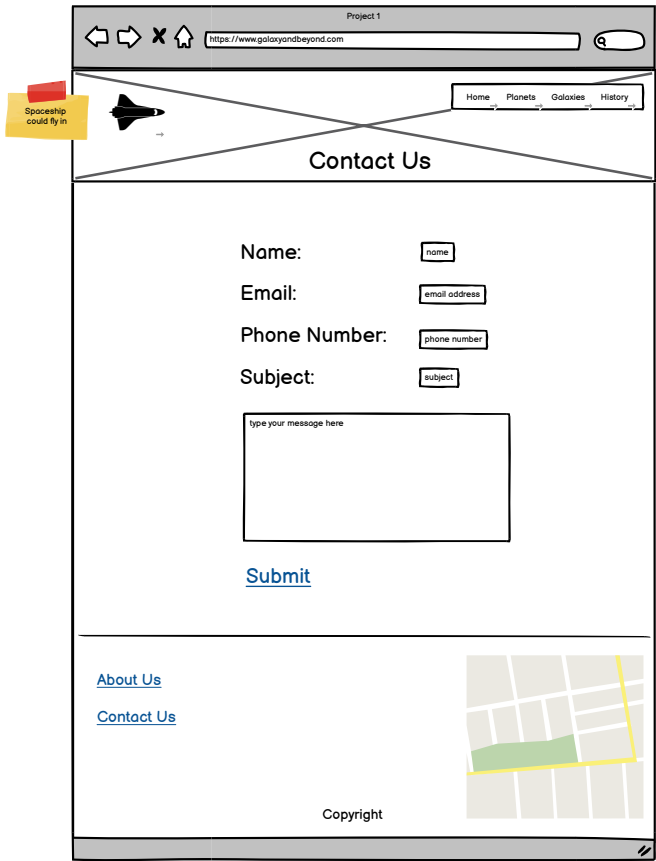 Project 1
https://www.galaxyandbeyond.com
Spaceship
could fly in
Home Planets Galaxies History
Contact Us
Name: name
Email: email address
Phone Number: phone number
Subject: subject
type your message here
Submit
About Us
Contact Us
Copyright